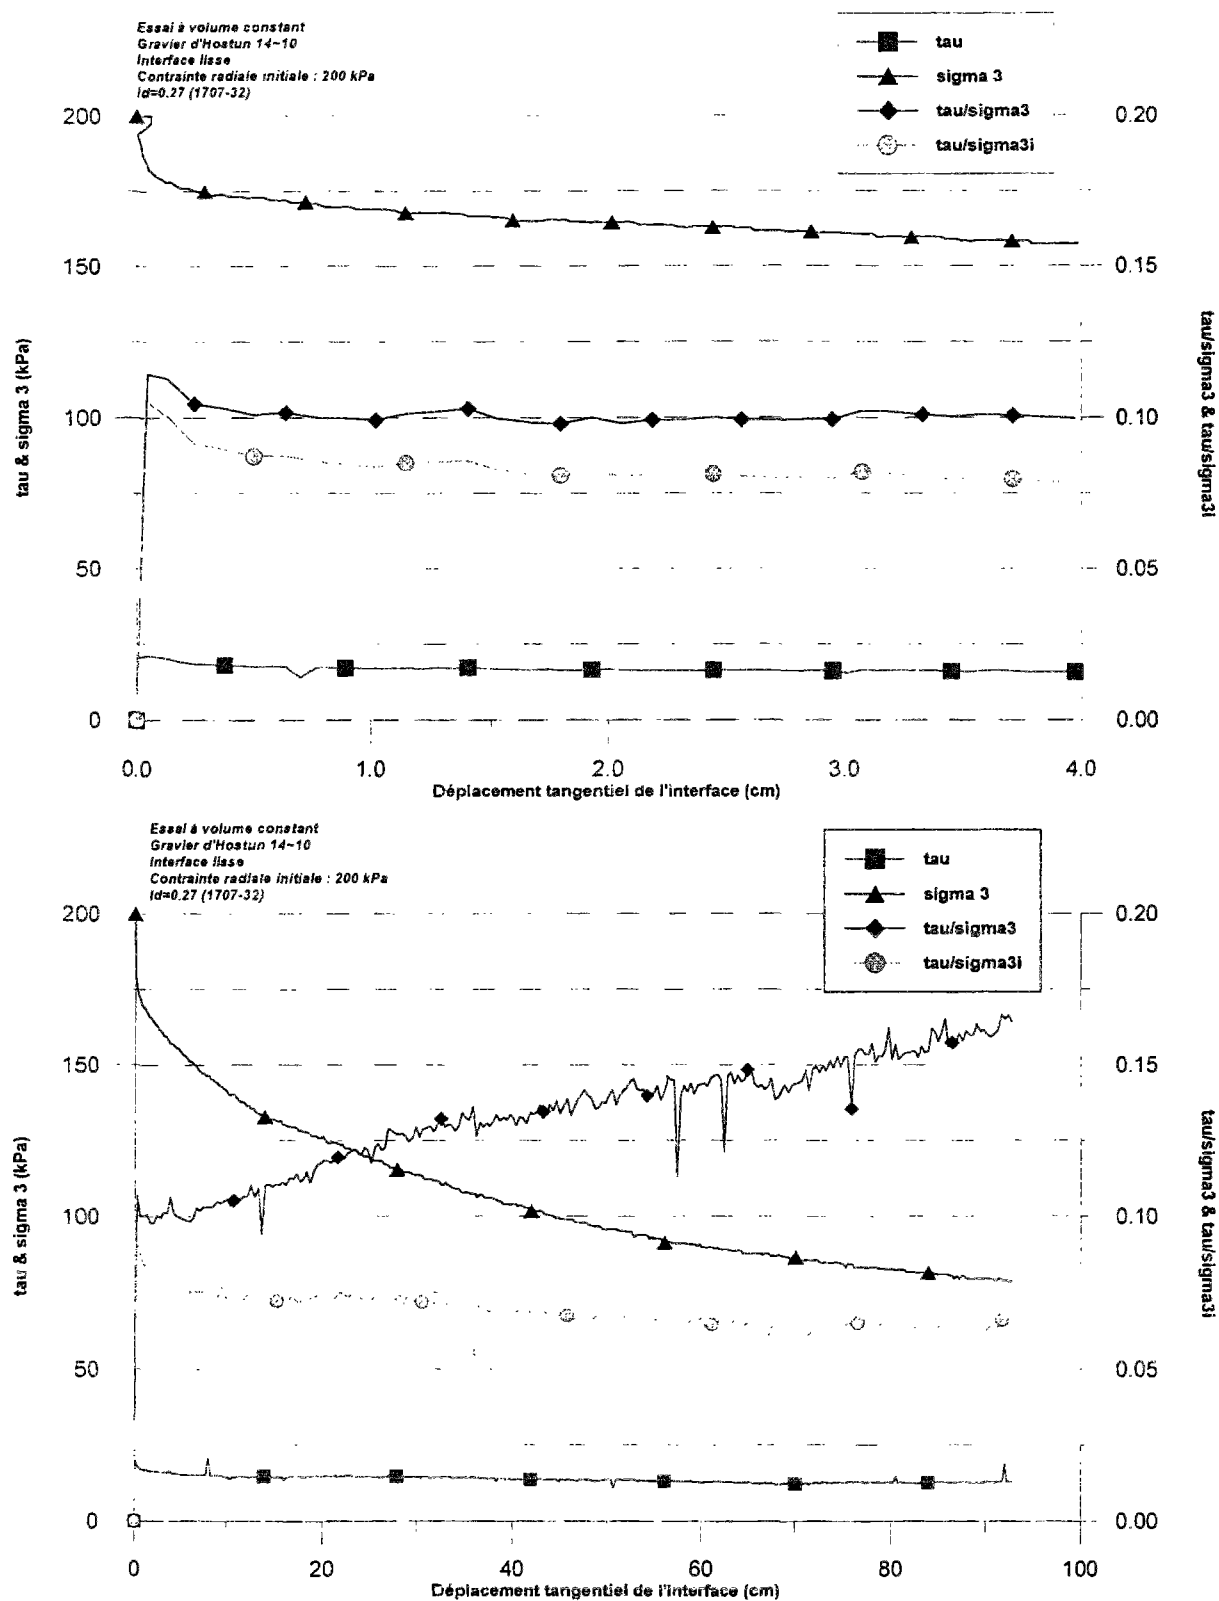 Essai à volume constant
Gravier d'Hostun 14~10
Interface lisse
Contrainte radiale initiale : 200 kPa
Id=0.27 (1707-32)
tau
sigma 3
tau/sigma3
tau/sigma3i
200
150
100
50
0
0.20
0.15
0.10
0.05
0.00
tau & sigma 3 (kPa)
tau/sigma3 & tau/sigma3i
0.0 1.0 2.0 3.0 4.0
Déplacement tangentiel de l'interface (cm)
Essai à volume constant
Gravier d'Hostun 14~10
Interface lisse
Contrainte radiale initiale : 200 kPa
Id=0.27 (1707-32)
tau
sigma 3
tau/sigma3
tau/sigma3i
200
150
100
50
0
0.20
0.15
0.10
0.05
0.00
tau & sigma 3 (kPa)
tau/sigma3 & tau/sigma3i
0 20 40 60 80 100
Déplacement tangentiel de l'interface (cm)